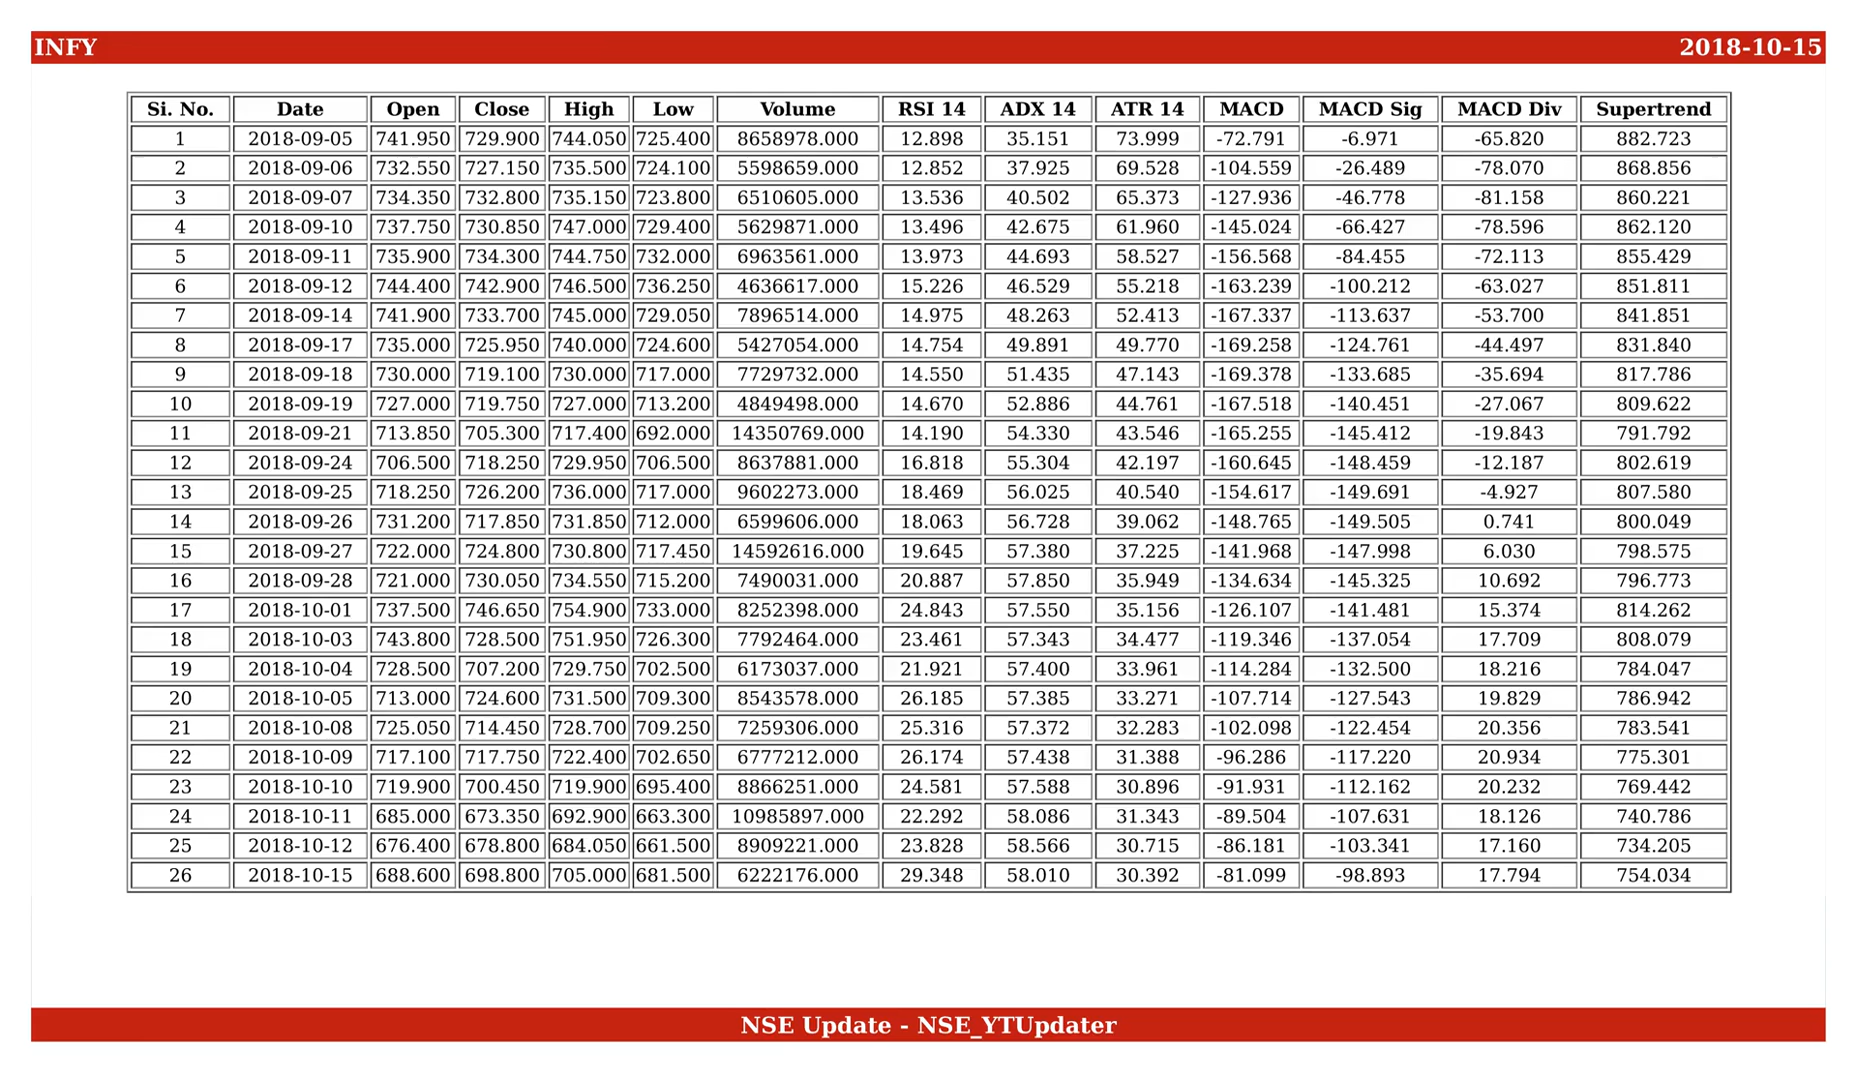 INFY 2018-10-15
Si. No. Date Open Close High Low Volume RSI 14 ADX 14 ATR 14 MACD MACD Sig MACD Div Supertrend
1 2018-09-05 741.950 729.900 744.050 725.400 8658978.000 12.898 35.151 73.999 -72.791 -6.971 -65.820 882.723
2 2018-09-06 732.550 727.150 735.500 724.100 5598659.000 12.852 37.925 69.528 -104.559 -26.489 -78.070 868.856
3 2018-09-07 734.350 732.800 735.150 723.800 6510605.000 13.536 40.502 65.373 -127.936 -46.778 -81.158 860.221
4 2018-09-10 737.750 730.850 747.000 729.400 5629871.000 13.496 42.675 61.960 -145.024 -66.427 -78.596 862.120
5 2018-09-11 735.900 734.300 744.750 732.000 6963561.000 13.973 44.693 58.527 -156.568 -84.455 -72.113 855.429
6 2018-09-12 744.400 742.900 746.500 736.250 4636617.000 15.226 46.529 55.218 -163.239 -100.212 -63.027 851.811
7 2018-09-14 741.900 733.700 745.000 729.050 7896514.000 14.975 48.263 52.413 -167.337 -113.637 -53.700 841.851
8 2018-09-17 735.000 725.950 740.000 724.600 5427054.000 14.754 49.891 49.770 -169.258 -124.761 -44.497 831.840
9 2018-09-18 730.000 719.100 730.000 717.000 7729732.000 14.550 51.435 47.143 -169.378 -133.685 -35.694 817.786
10 2018-09-19 727.000 719.750 727.000 713.200 4849498.000 14.670 52.886 44.761 -167.518 -140.451 -27.067 809.622
11 2018-09-21 713.850 705.300 717.400 692.000 14350769.000 14.190 54.330 43.546 -165.255 -145.412 -19.843 791.792
12 2018-09-24 706.500 718.250 729.950 706.500 8637881.000 16.818 55.304 42.197 -160.645 -148.459 -12.187 802.619
13 2018-09-25 718.250 726.200 736.000 717.000 9602273.000 18.469 56.025 40.540 -154.617 -149.691 -4.927 807.580
14 2018-09-26 731.200 717.850 731.850 712.000 6599606.000 18.063 56.728 39.062 -148.765 -149.505 0.741 800.049
15 2018-09-27 722.000 724.800 730.800 717.450 14592616.000 19.645 57.380 37.225 -141.968 -147.998 6.030 798.575
16 2018-09-28 721.000 730.050 734.550 715.200 7490031.000 20.887 57.850 35.949 -134.634 -145.325 10.692 796.773
17 2018-10-01 737.500 746.650 754.900 733.000 8252398.000 24.843 57.550 35.156 -126.107 -141.481 15.374 814.262
18 2018-10-03 743.800 728.500 751.950 726.300 7792464.000 23.461 57.343 34.477 -119.346 -137.054 17.709 808.079
19 2018-10-04 728.500 707.200 729.750 702.500 6173037.000 21.921 57.400 33.961 -114.284 -132.500 18.216 784.047
20 2018-10-05 713.000 724.600 731.500 709.300 8543578.000 26.185 57.385 33.271 -107.714 -127.543 19.829 786.942
21 2018-10-08 725.050 714.450 728.700 709.250 7259306.000 25.316 57.372 32.283 -102.098 -122.454 20.356 783.541
22 2018-10-09 717.100 717.750 722.400 702.650 6777212.000 26.174 57.438 31.388 -96.286 -117.220 20.934 775.301
23 2018-10-10 719.900 700.450 719.900 695.400 8866251.000 24.581 57.588 30.896 -91.931 -112.162 20.232 769.442
24 2018-10-11 685.000 673.350 692.900 663.300 10985897.000 22.292 58.086 31.343 -89.504 -107.631 18.126 740.786
25 2018-10-12 676.400 678.800 684.050 661.500 8909221.000 23.828 58.566 30.715 -86.181 -103.341 17.160 734.205
26 2018-10-15 688.600 698.800 705.000 681.500 6222176.000 29.348 58.010 30.392 -81.099 -98.893 17.794 754.034
NSE Update - NSE_YTUpdater